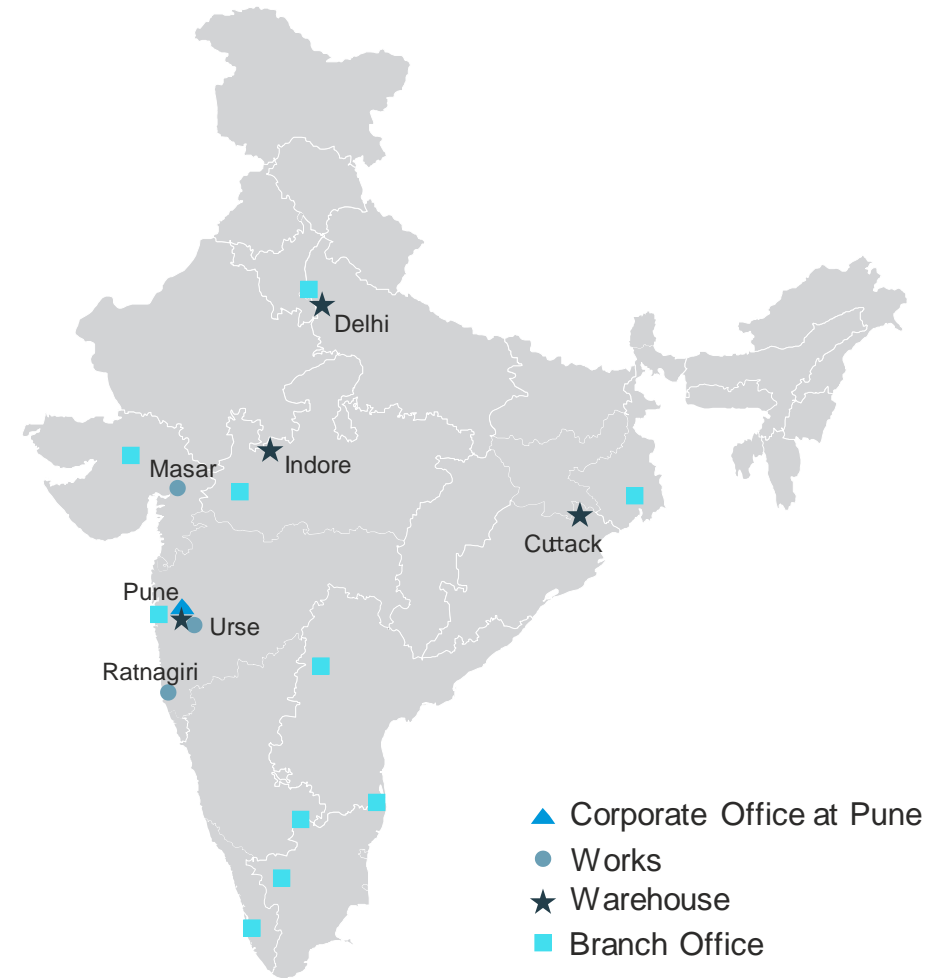 Delhi
Masar
Indore
Cuttack
Pune
Urse
Ratnagiri
Corporate Office at Pune
Works
Warehouse
Branch Office